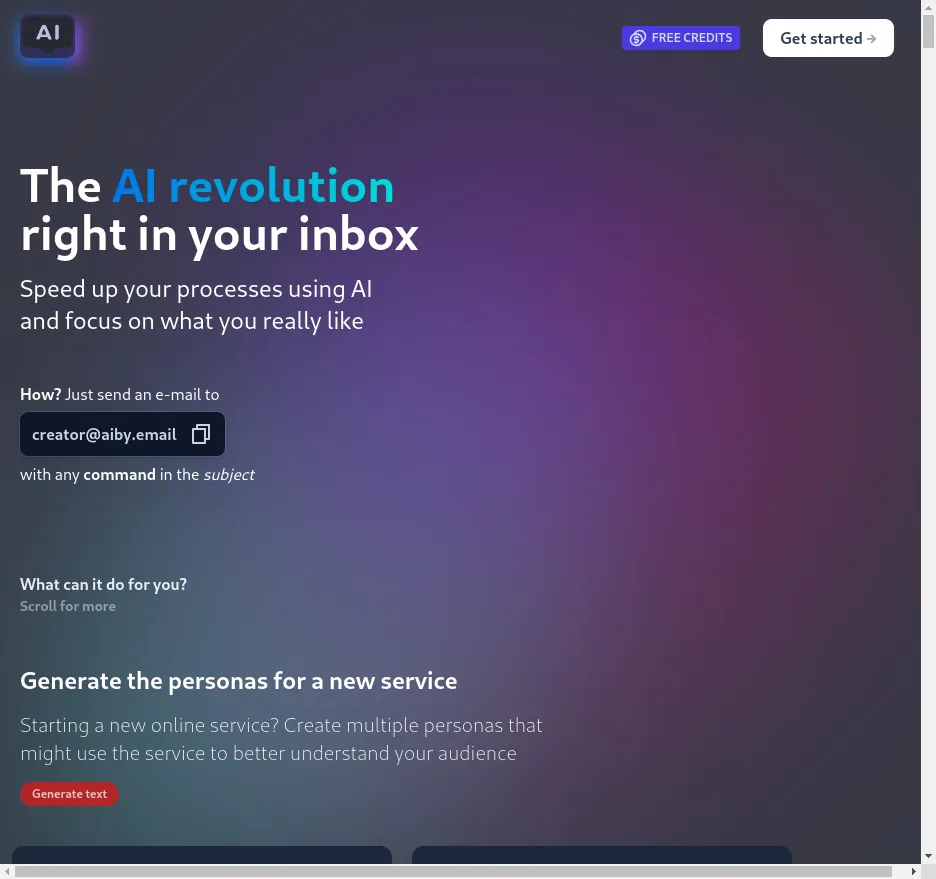 AI
FREE CREDITS
Get started →
The AI revolution
right in your inbox
Speed up your processes using AI
and focus on what you really like
How? Just send an e-mail to
creator@aiby.email
with any command in the subject
What can it do for you?
Scroll for more
Generate the personas for a new service
Starting a new online service? Create multiple personas that
might use the service to better understand your audience
Generate text